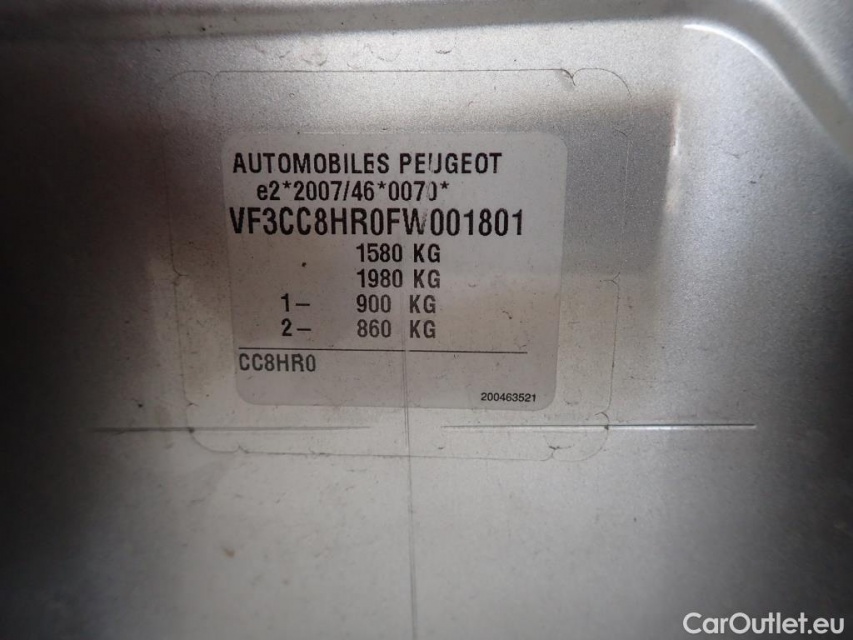 AUTOMOBILES PEUGEOT
e2*2007/46*0070*
VF3CC8HR0FW001801
1580 KG
1980 KG
1– 900 KG
2– 860 KG
CC8HR0
200463521
CarOutlet.eu